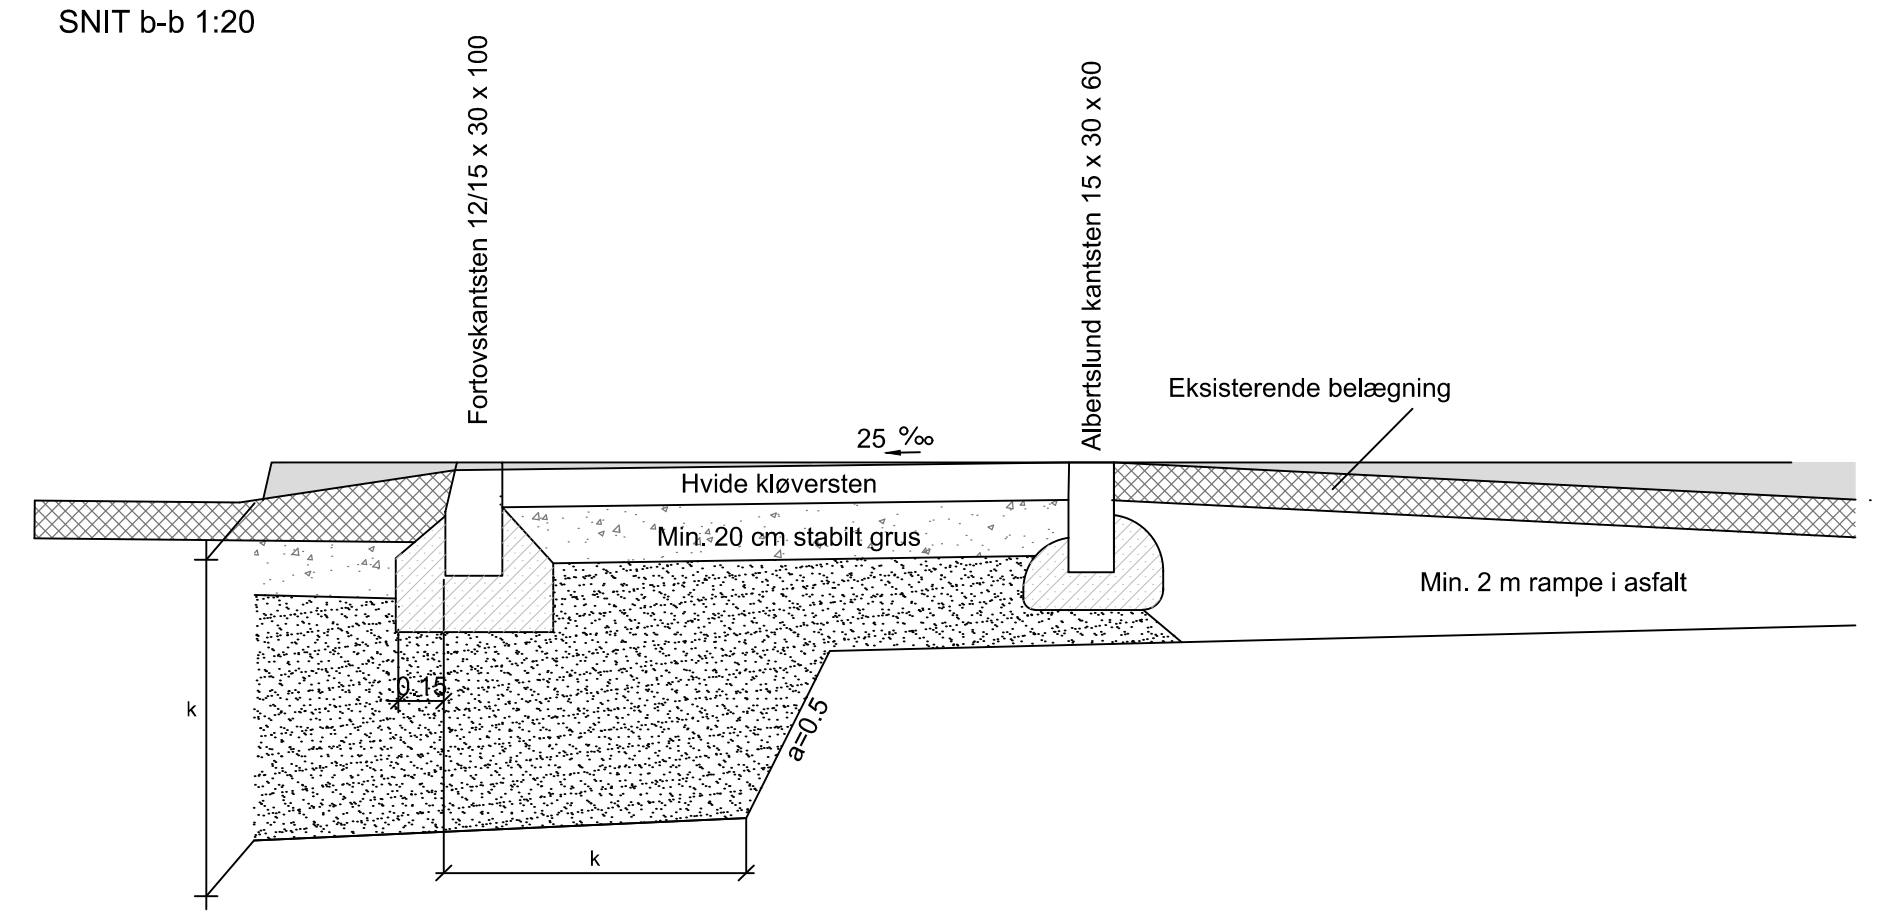 SNIT b-b 1:20
Fortovskantsten 12/15 x 30 x 100
Albertslund kantsten 15 x 30 x 60
Eksisterende belægning
25 ‰
Hvide kløversten
Min. 20 cm stabilt grus
Min. 2 m rampe i asfalt
0.15
k
a=0.5
k